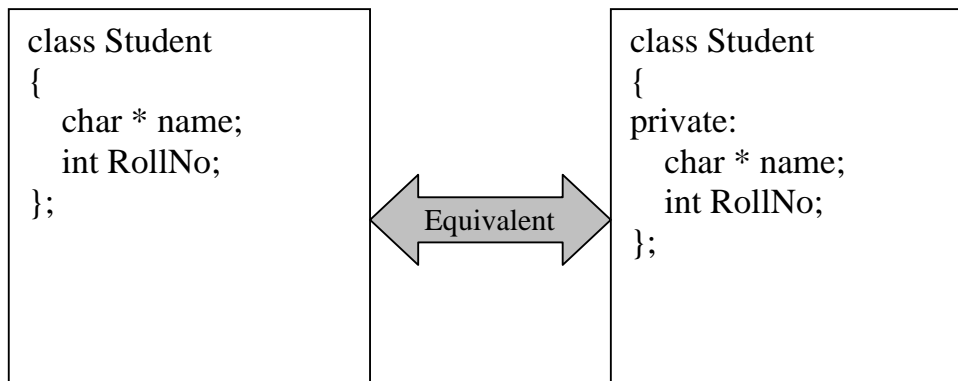 class Student
{
char * name;
int RollNo;
};
Equivalent
class Student
{
private:
char * name;
int RollNo;
};